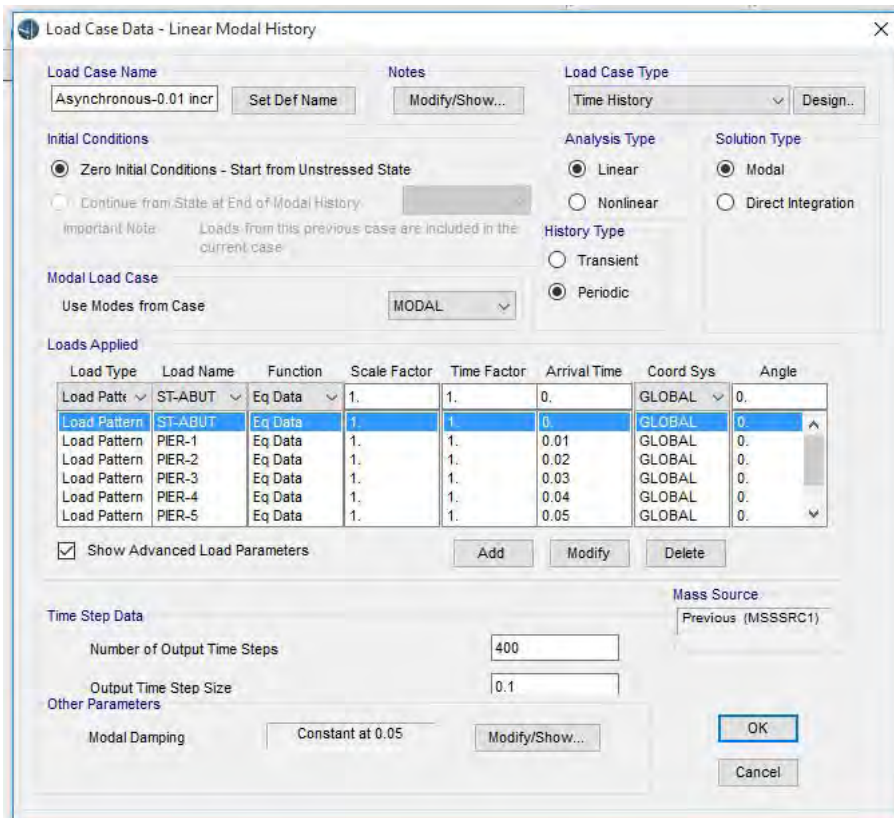 Load Case Data - Linear Modal History
Load Case Name Notes Load Case Type
Asynchronous-0.01 incr Set Def Name Modify/Show... Time History Design..
Initial Conditions Analysis Type Solution Type
Zero Initial Conditions - Start from Unstressed State Linear Modal
Continue from State at End of Modal History Nonlinear Direct Integration
Important Note: Loads from this previous case are included in the
current case
History Type
Transient
Modal Load Case
Use Modes from Case MODAL Periodic
Loads Applied
Load Type Load Name Function Scale Factor Time Factor Arrival Time Coord Sys Angle
Load Patte ST-ABUT Eq Data 1. 1. 0. GLOBAL 0.
Load Pattern ST-ABUT Eq Data 1. 1. 0. GLOBAL 0.
Load Pattern PIER-1 Eq Data 1. 1. 0.01 GLOBAL 0.
Load Pattern PIER-2 Eq Data 1. 1. 0.02 GLOBAL 0.
Load Pattern PIER-3 Eq Data 1. 1. 0.03 GLOBAL 0.
Load Pattern PIER-4 Eq Data 1. 1. 0.04 GLOBAL 0.
Load Pattern PIER-5 Eq Data 1. 1. 0.05 GLOBAL 0.
Show Advanced Load Parameters Add Modify Delete
Mass Source
Previous (MSSSRC1)
Time Step Data
Number of Output Time Steps 400
Output Time Step Size 0.1
Other Parameters
Modal Damping Constant at 0.05 Modify/Show...
OK
Cancel